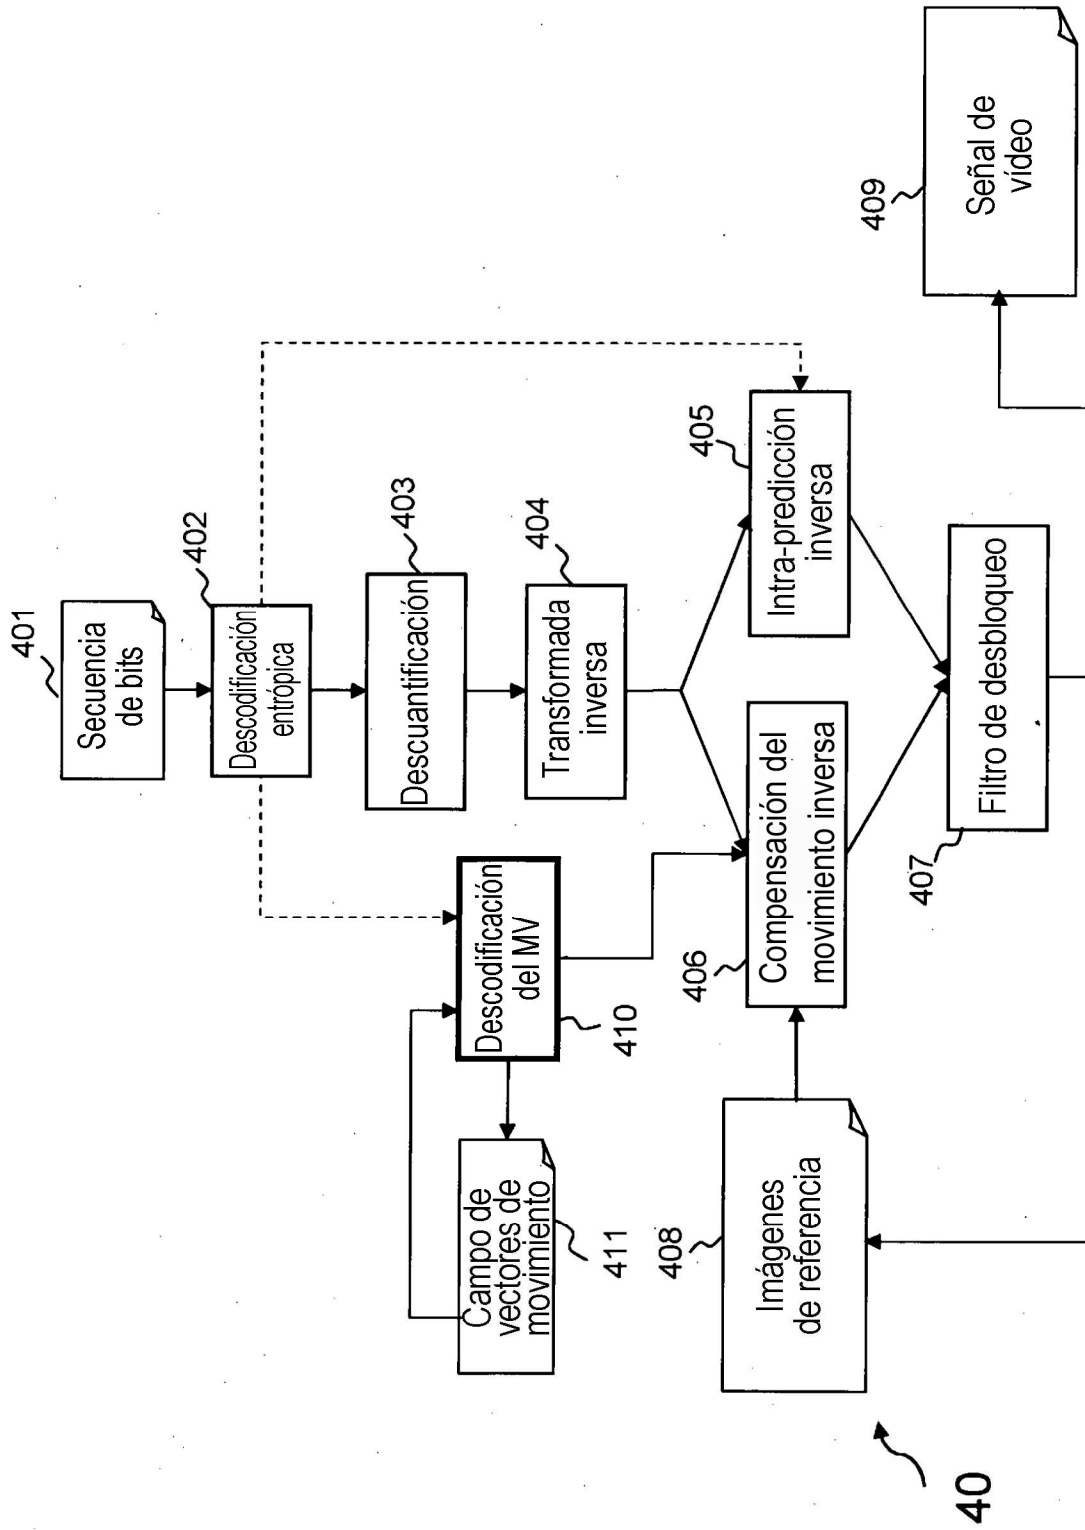 401
Secuencia
de bits
402
Descodificación
entrópica
403
Descuantificación
404
Transformada
inversa
405
Intra-predicción
inversa
406
Compensación del
movimiento inversa
407
Filtro de desbloqueo
408
Imágenes
de referencia
409
Señal de
vídeo
410
Descodificación
del MV
411
Campo de
vectores de
movimiento
40